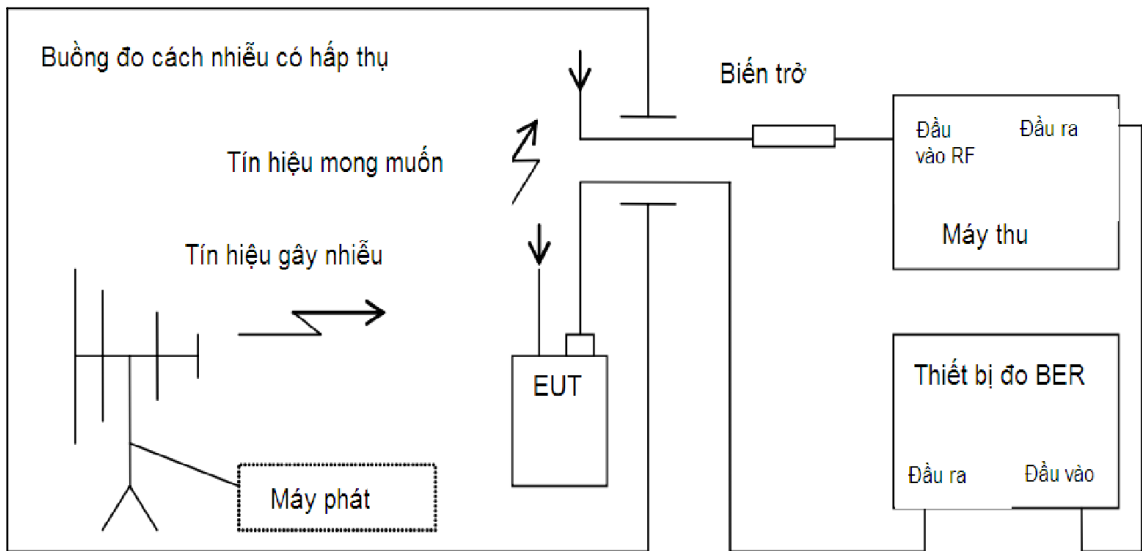 Buồng đo cách nhiễu có hấp thụ
Biến trở
Đầu
vào RF
Đầu ra
Tín hiệu mong muốn
Máy thu
Tín hiệu gây nhiễu
EUT
Thiết bị đo BER
Đầu ra
Đầu vào
Máy phát